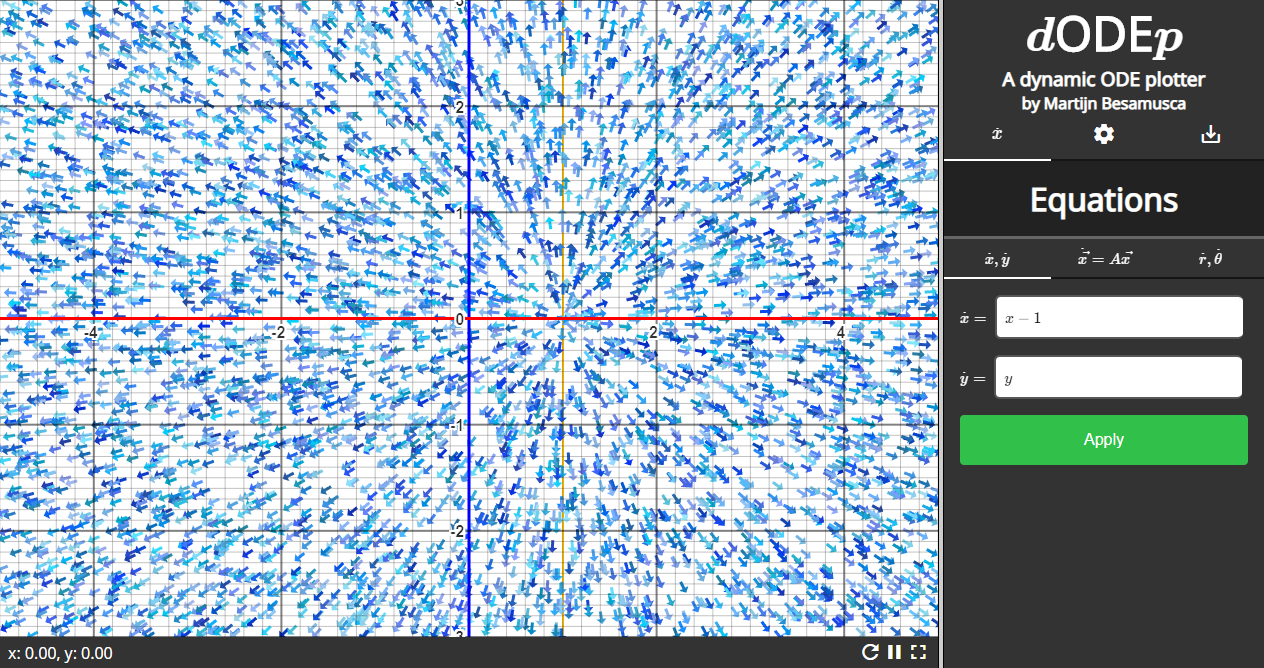 3
2
1
0
-4
-2
2
4
-1
-2
-3
x: 0.00, y: 0.00
dODEp
A dynamic ODE plotter
by Martijn Besamusca
ẋ
Equations
ẋ, ẏ
ẋ⃗ = Ax⃗
ṙ, θ̇
ẋ = x − 1
ẏ = y
Apply